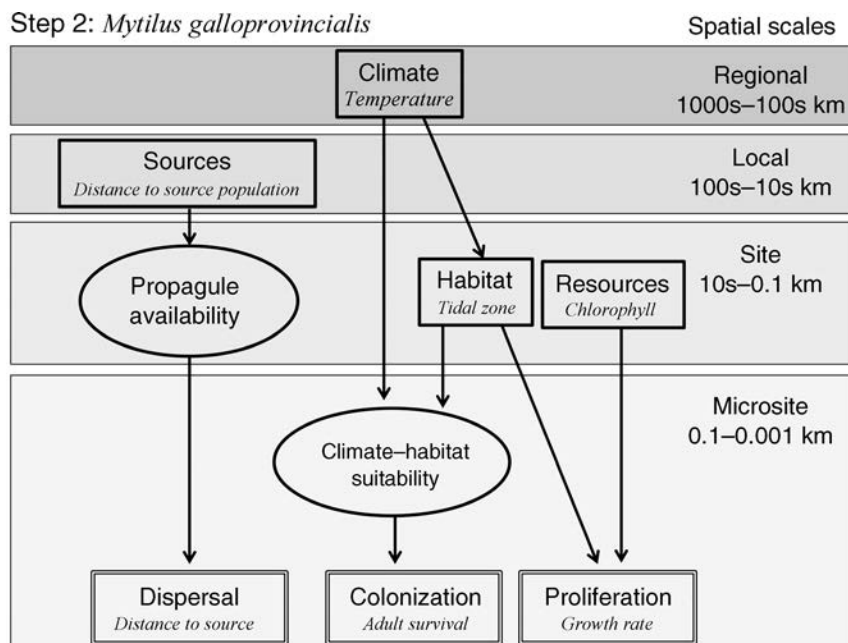 Step 2: Mytilus galloprovincialis
Spatial scales
Climate
Temperature
Regional
1000s–100s km
Sources
Distance to source population
Local
100s–10s km
Propagule
availability
Habitat
Tidal zone
Resources
Chlorophyll
Site
10s–0.1 km
Microsite
0.1–0.001 km
Climate–habitat
suitability
Dispersal
Distance to source
Colonization
Adult survival
Proliferation
Growth rate